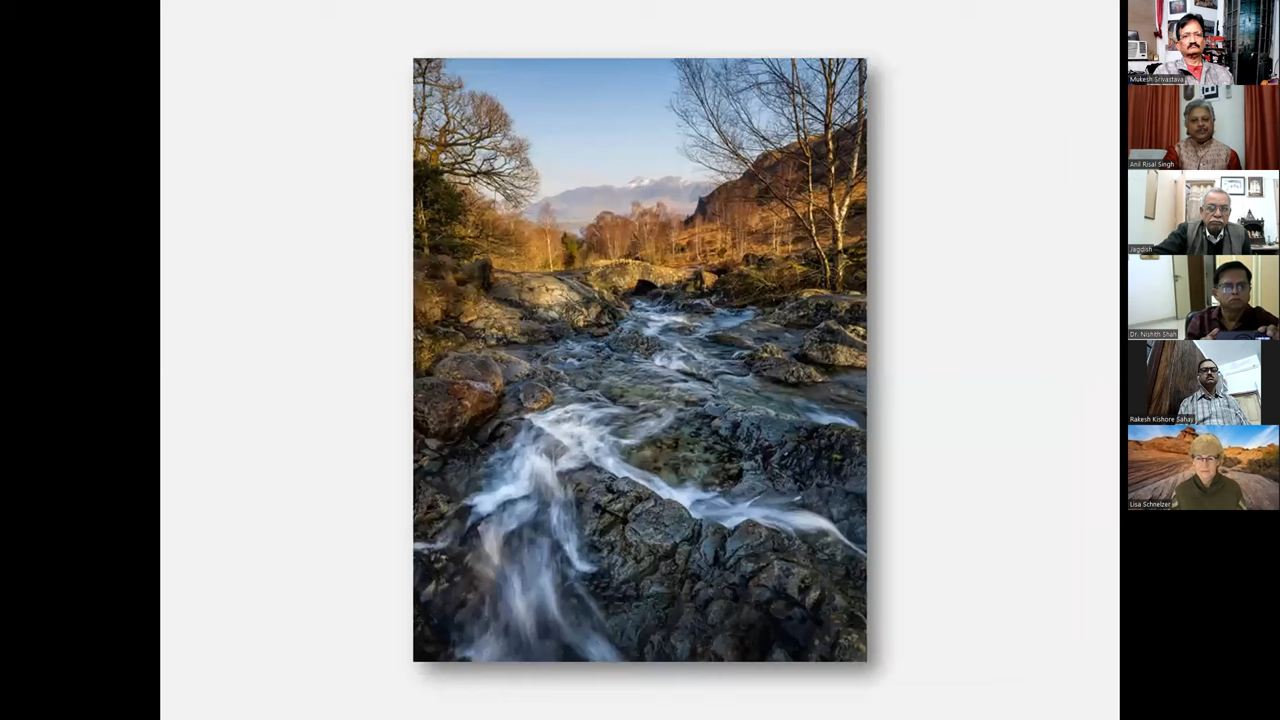 Mukesh Srivastava
Anil Risal Singh
Jagdish
Dr. Nishith Shah
Rakesh Kishore Sahay
Lisa Schnelzer